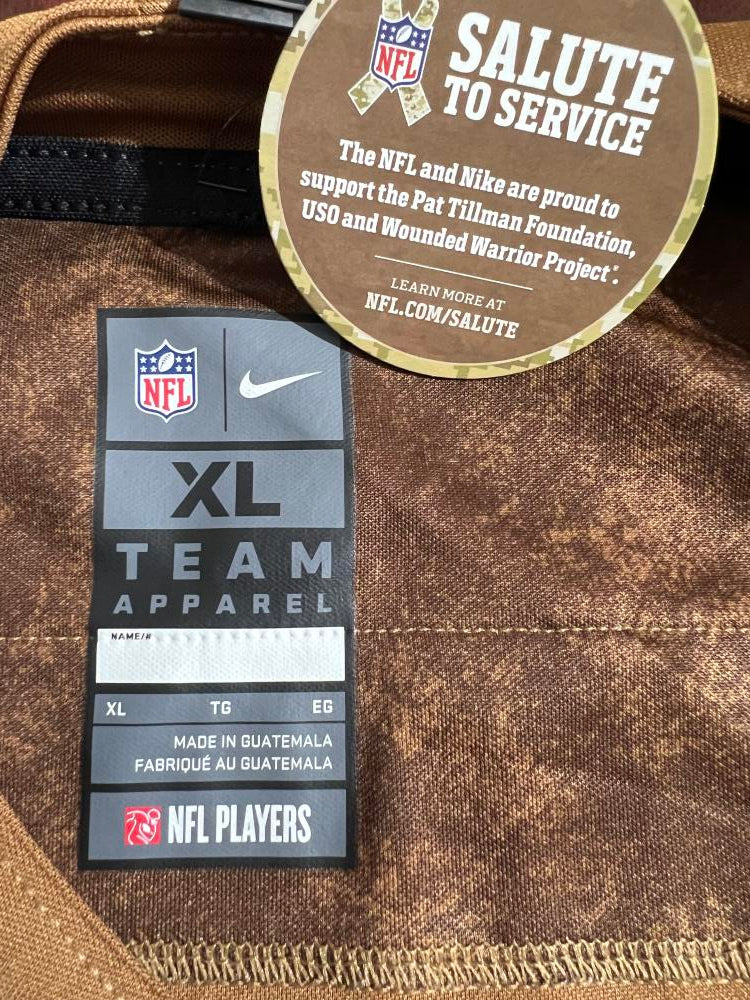 NFL
SALUTE
TO SERVICE
The NFL and Nike are proud to
support the Pat Tillman Foundation,
USO and Wounded Warrior Project®.
LEARN MORE AT
NFL.COM/SALUTE
NFL
XL
TEAM
APPAREL
NAME/#
XL TG EG
MADE IN GUATEMALA
FABRIQUÉ AU GUATEMALA
NFL PLAYERS